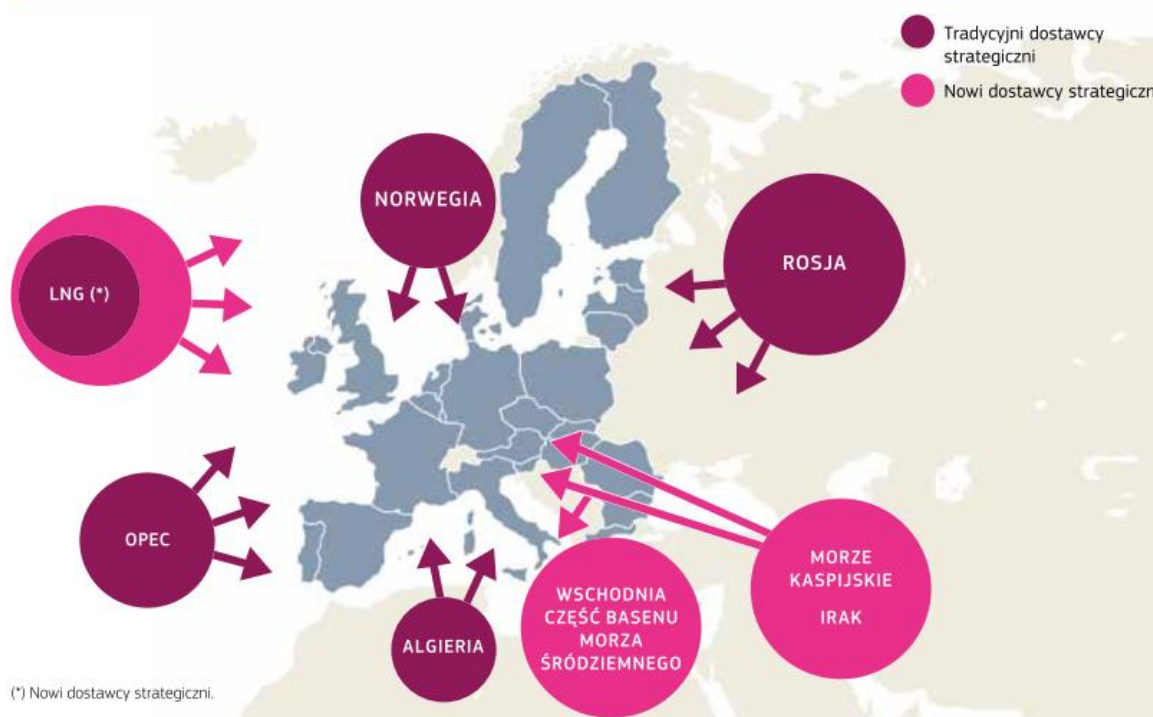 Tradycyjni dostawcy
strategiczni
Nowi dostawcy strategiczn
NORWEGIA
ROSJA
LNG (*)
OPEC
ALGIERIA
WSCHODNIA
CZĘŚĆ BASENU
MORZA
ŚRÓDZIEMNEGO
MORZE
KASPIJSKIE
IRAK
(*) Nowi dostawcy strategiczni.